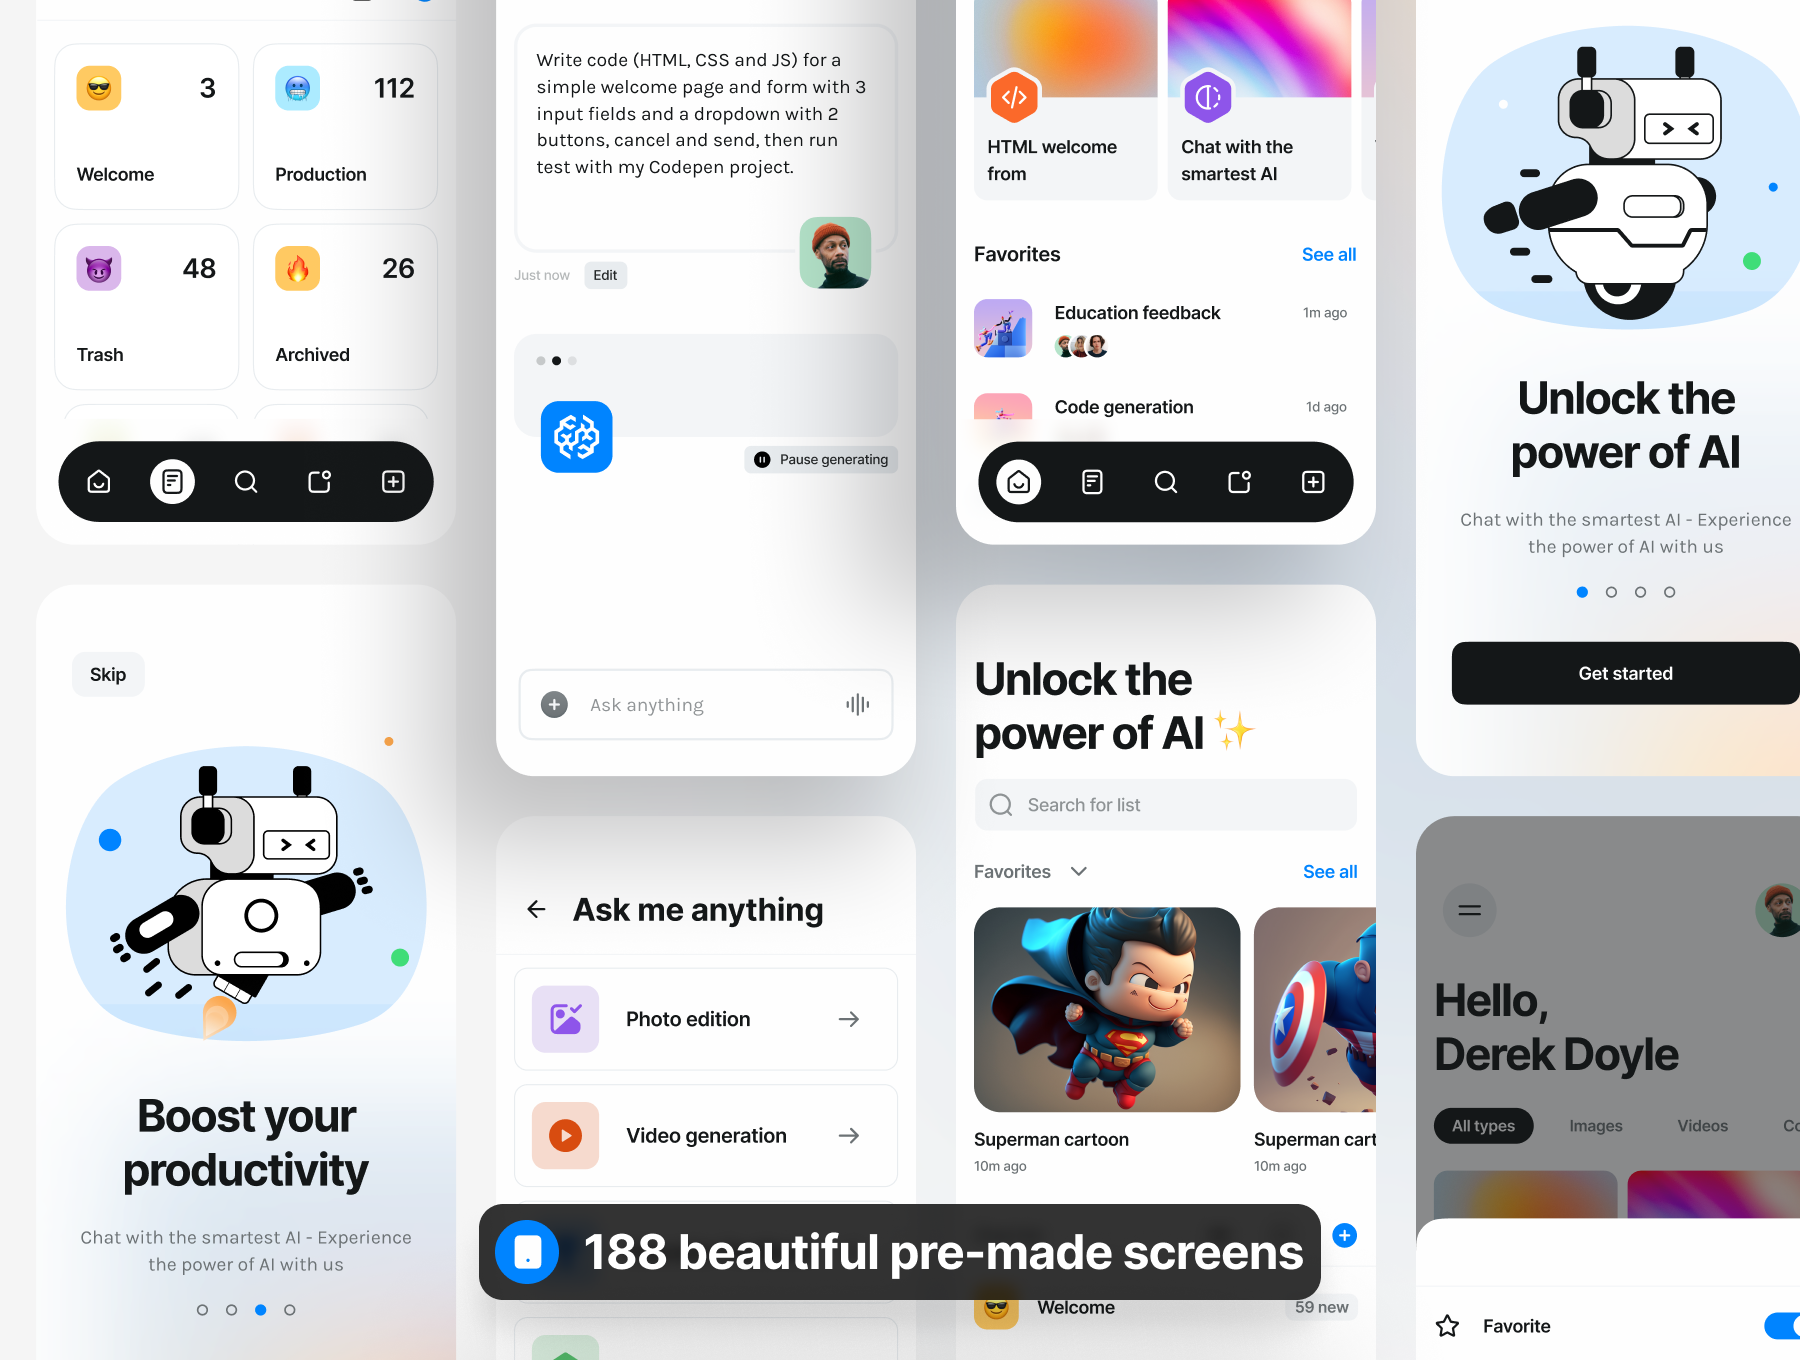 3
Welcome
112
Production
48
Trash
26
Archived
Skip
Boost your
productivity
Chat with the smartest AI - Experience
the power of AI with us
Write code (HTML, CSS and JS) for a
simple welcome page and form with 3
input fields and a dropdown with 2
buttons, cancel and send, then run
test with my Codepen project.
Just now
Edit
Pause generating
Ask anything
Ask me anything
Photo edition
Video generation
HTML welcome
from
Chat with the
smartest AI
Favorites
See all
Education feedback
1m ago
Code generation
1d ago
Unlock the
power of AI ✨
Search for list
Favorites
See all
Superman cartoon
10m ago
Superman cart
10m ago
Welcome
59 new
Unlock the
power of AI
Chat with the smartest AI - Experience
the power of AI with us
Get started
Hello,
Derek Doyle
All types
Images
Videos
Co
Favorite
188 beautiful pre-made screens